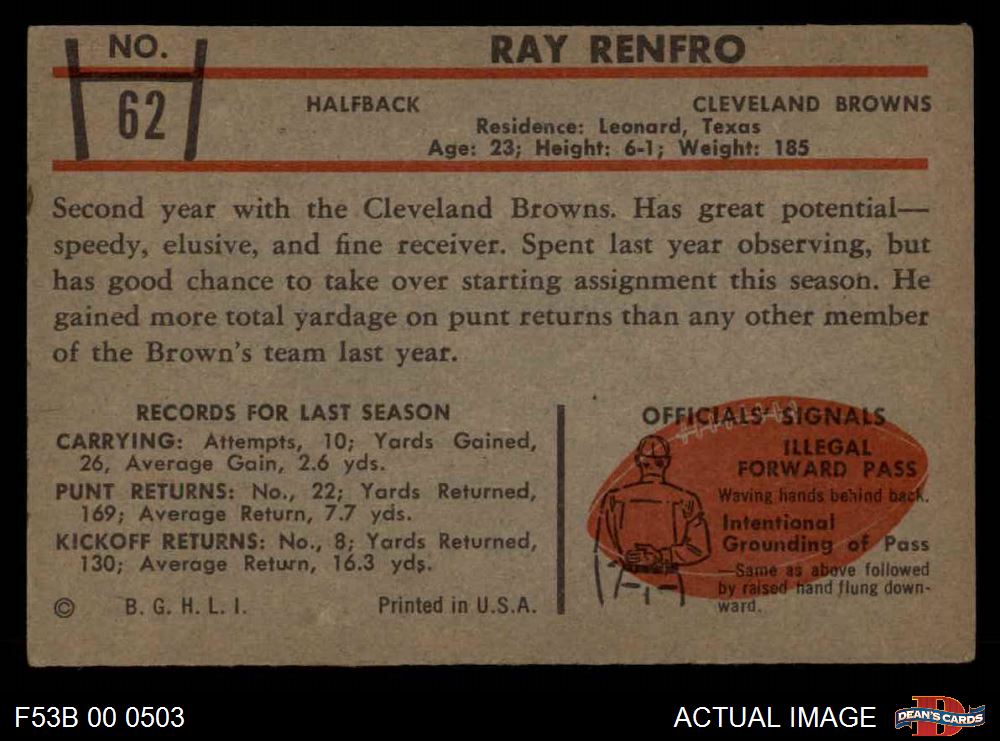 NO.
62
RAY RENFRO
HALFBACK CLEVELAND BROWNS
Residence: Leonard, Texas
Age: 23; Height: 6-1; Weight: 185
Second year with the Cleveland Browns. Has great potential—
speedy, elusive, and fine receiver. Spent last year observing, but
has good chance to take over starting assignment this season. He
gained more total yardage on punt returns than any other member
of the Brown's team last year.
RECORDS FOR LAST SEASON
CARRYING: Attempts, 10; Yards Gained,
26, Average Gain, 2.6 yds.
PUNT RETURNS: No., 22; Yards Returned,
169; Average Return, 7.7 yds.
KICKOFF RETURNS: No., 8; Yards Returned,
130; Average Return, 16.3 yds.
© B. G. H. L. I. Printed in U.S.A.
OFFICIALS' SIGNALS
ILLEGAL
FORWARD PASS
Waving hands behind back.
Intentional
Grounding of Pass
—Same as above followed
by raised hand flung down-
ward.
F53B 00 0503
ACTUAL IMAGE
D
DEAN'S CARDS